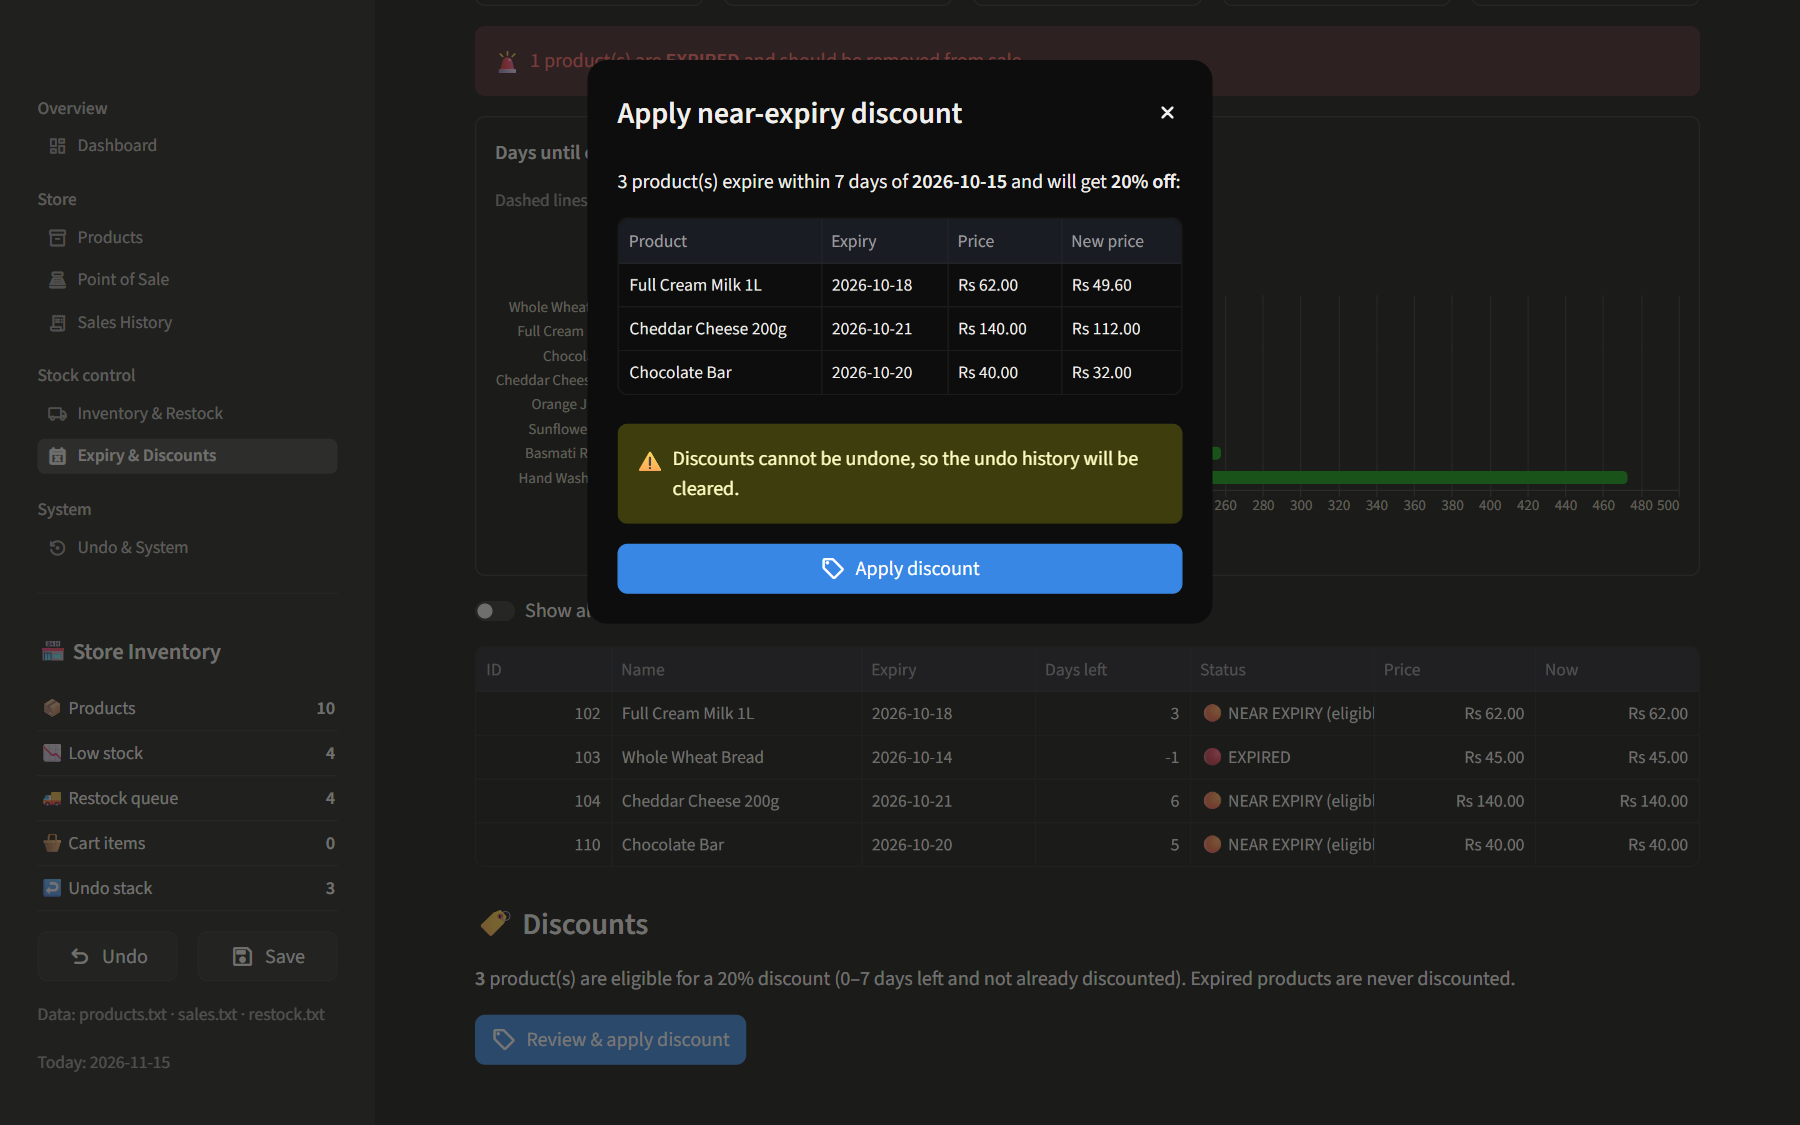 Overview
Dashboard
Store
Products
Point of Sale
Sales History
Stock control
Inventory & Restock
Expiry & Discounts
System
Undo & System
Store Inventory
Products 10
Low stock 4
Restock queue 4
Cart items 0
Undo stack 3
Undo Save
Data: products.txt · sales.txt · restock.txt
Today: 2026-11-15
1 product(s) are EXPIRED and should be removed from sale
Days until
Dashed lines
Whole Wheat
Full Cream
Chocol
Cheddar Chees
Orange J
Sunflowe
Basmati R
Hand Wash
260 280 300 320 340 360 380 400 420 440 460 480 500
Apply near-expiry discount
3 product(s) expire within 7 days of 2026-10-15 and will get 20% off:
Product Expiry Price New price
Full Cream Milk 1L 2026-10-18 Rs 62.00 Rs 49.60
Cheddar Cheese 200g 2026-10-21 Rs 140.00 Rs 112.00
Chocolate Bar 2026-10-20 Rs 40.00 Rs 32.00
Discounts cannot be undone, so the undo history will be
cleared.
Apply discount
Show al
ID Name Expiry Days left Status Price Now
102 Full Cream Milk 1L 2026-10-18 3 NEAR EXPIRY (eligibl Rs 62.00 Rs 62.00
103 Whole Wheat Bread 2026-10-14 -1 EXPIRED Rs 45.00 Rs 45.00
104 Cheddar Cheese 200g 2026-10-21 6 NEAR EXPIRY (eligibl Rs 140.00 Rs 140.00
110 Chocolate Bar 2026-10-20 5 NEAR EXPIRY (eligibl Rs 40.00 Rs 40.00
Discounts
3 product(s) are eligible for a 20% discount (0–7 days left and not already discounted). Expired products are never discounted.
Review & apply discount